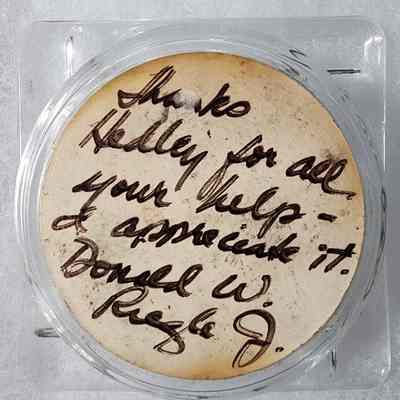 Thanks
Hedley for all
your help -
I appreciate it.
Donald W.
Riegle Jr.